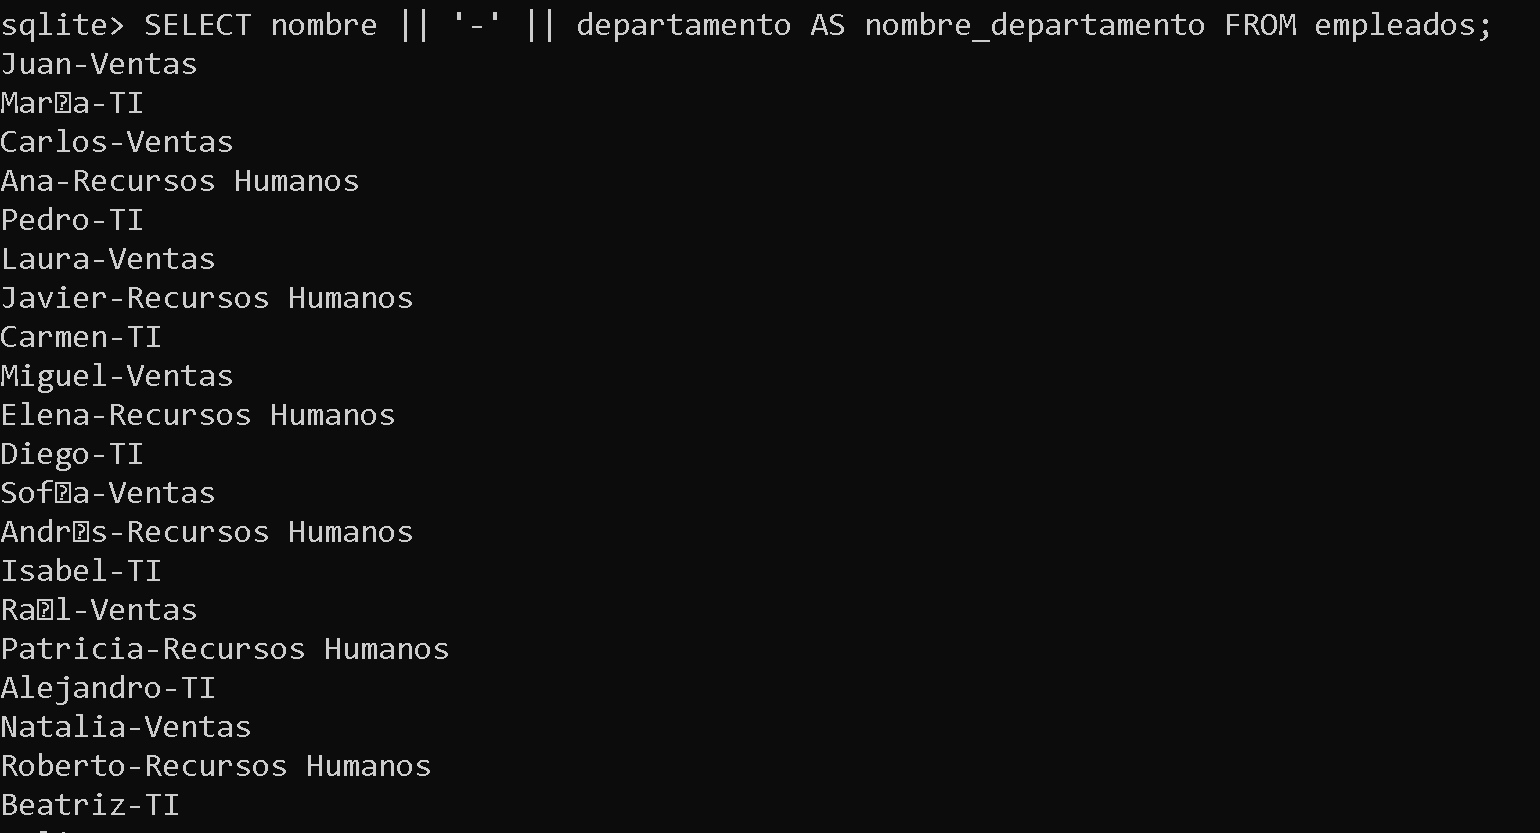 sqlite> SELECT nombre || '-' || departamento AS nombre_departamento FROM empleados;
Juan-Ventas
Mar�a-TI
Carlos-Ventas
Ana-Recursos Humanos
Pedro-TI
Laura-Ventas
Javier-Recursos Humanos
Carmen-TI
Miguel-Ventas
Elena-Recursos Humanos
Diego-TI
Sof�a-Ventas
Andr�s-Recursos Humanos
Isabel-TI
Ra�l-Ventas
Patricia-Recursos Humanos
Alejandro-TI
Natalia-Ventas
Roberto-Recursos Humanos
Beatriz-TI